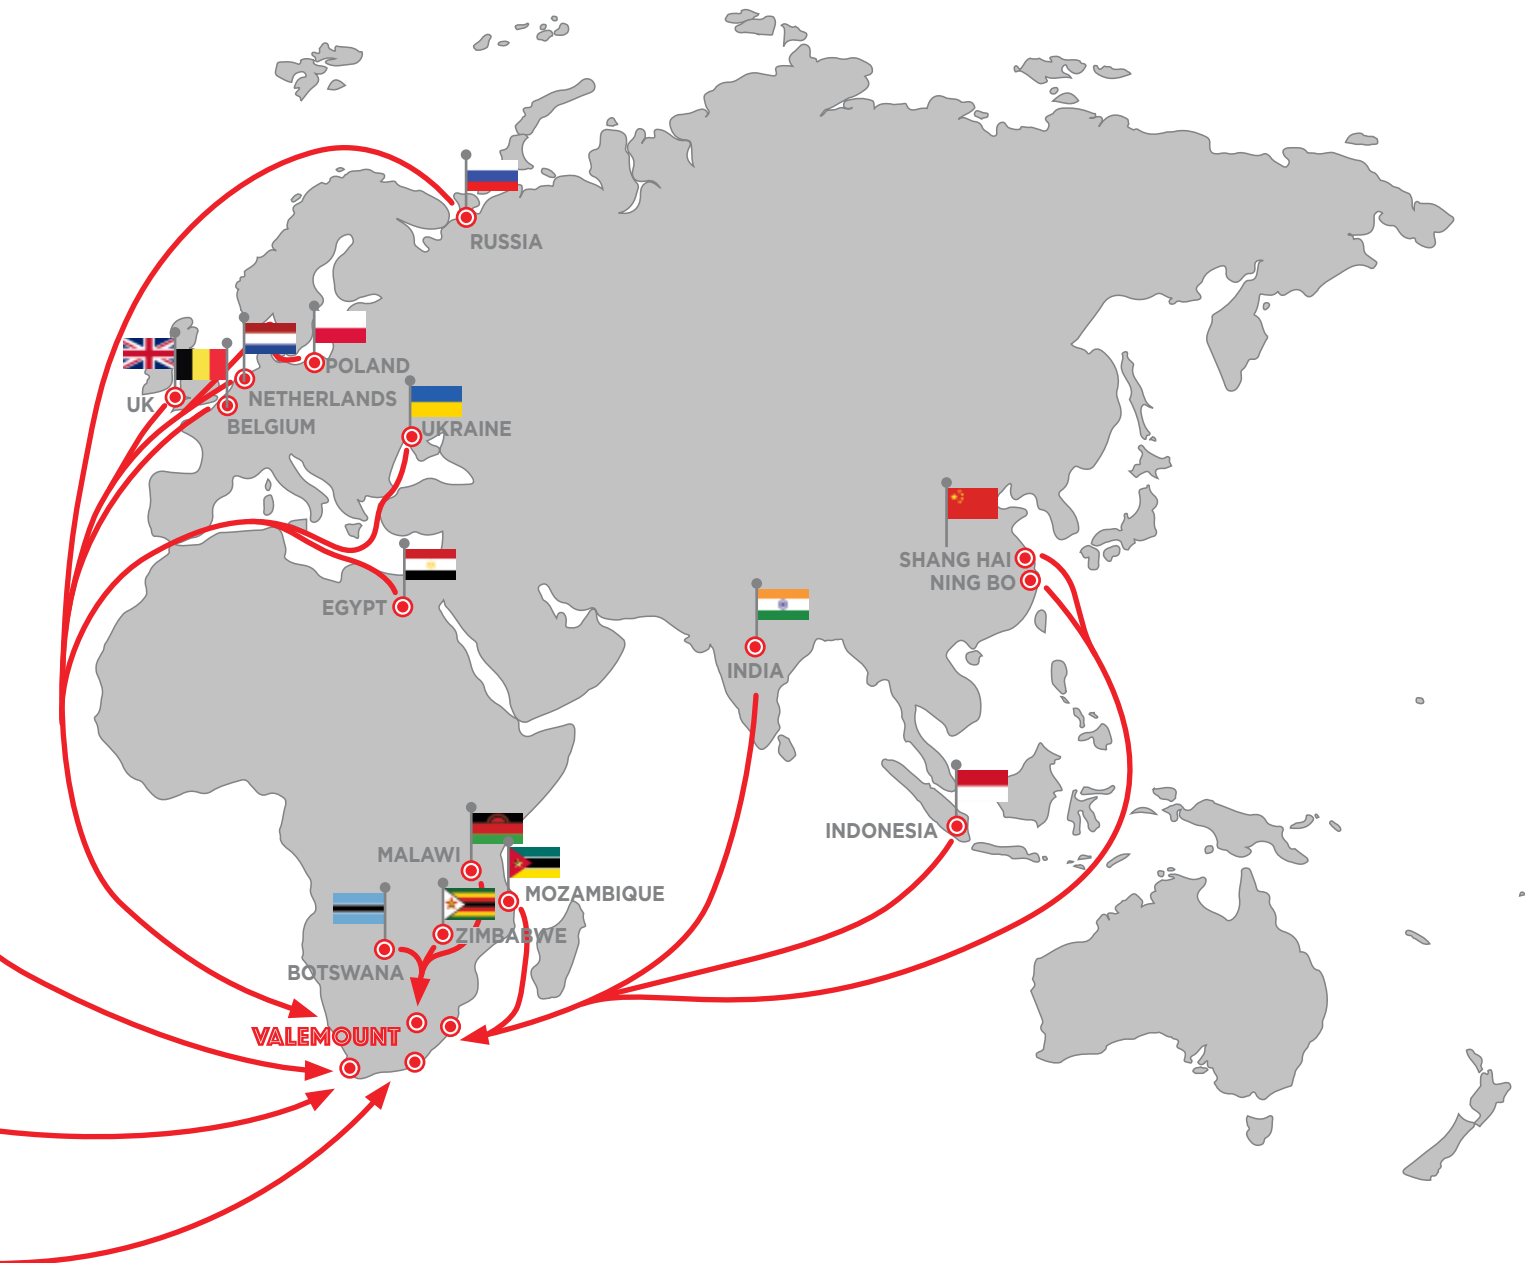 RUSSIA
POLAND
NETHERLANDS
UK
BELGIUM
UKRAINE
SHANG HAI
NING BO
EGYPT
INDIA
INDONESIA
MALAWI
MOZAMBIQUE
ZIMBABWE
BOTSWANA
VALEMOUNT